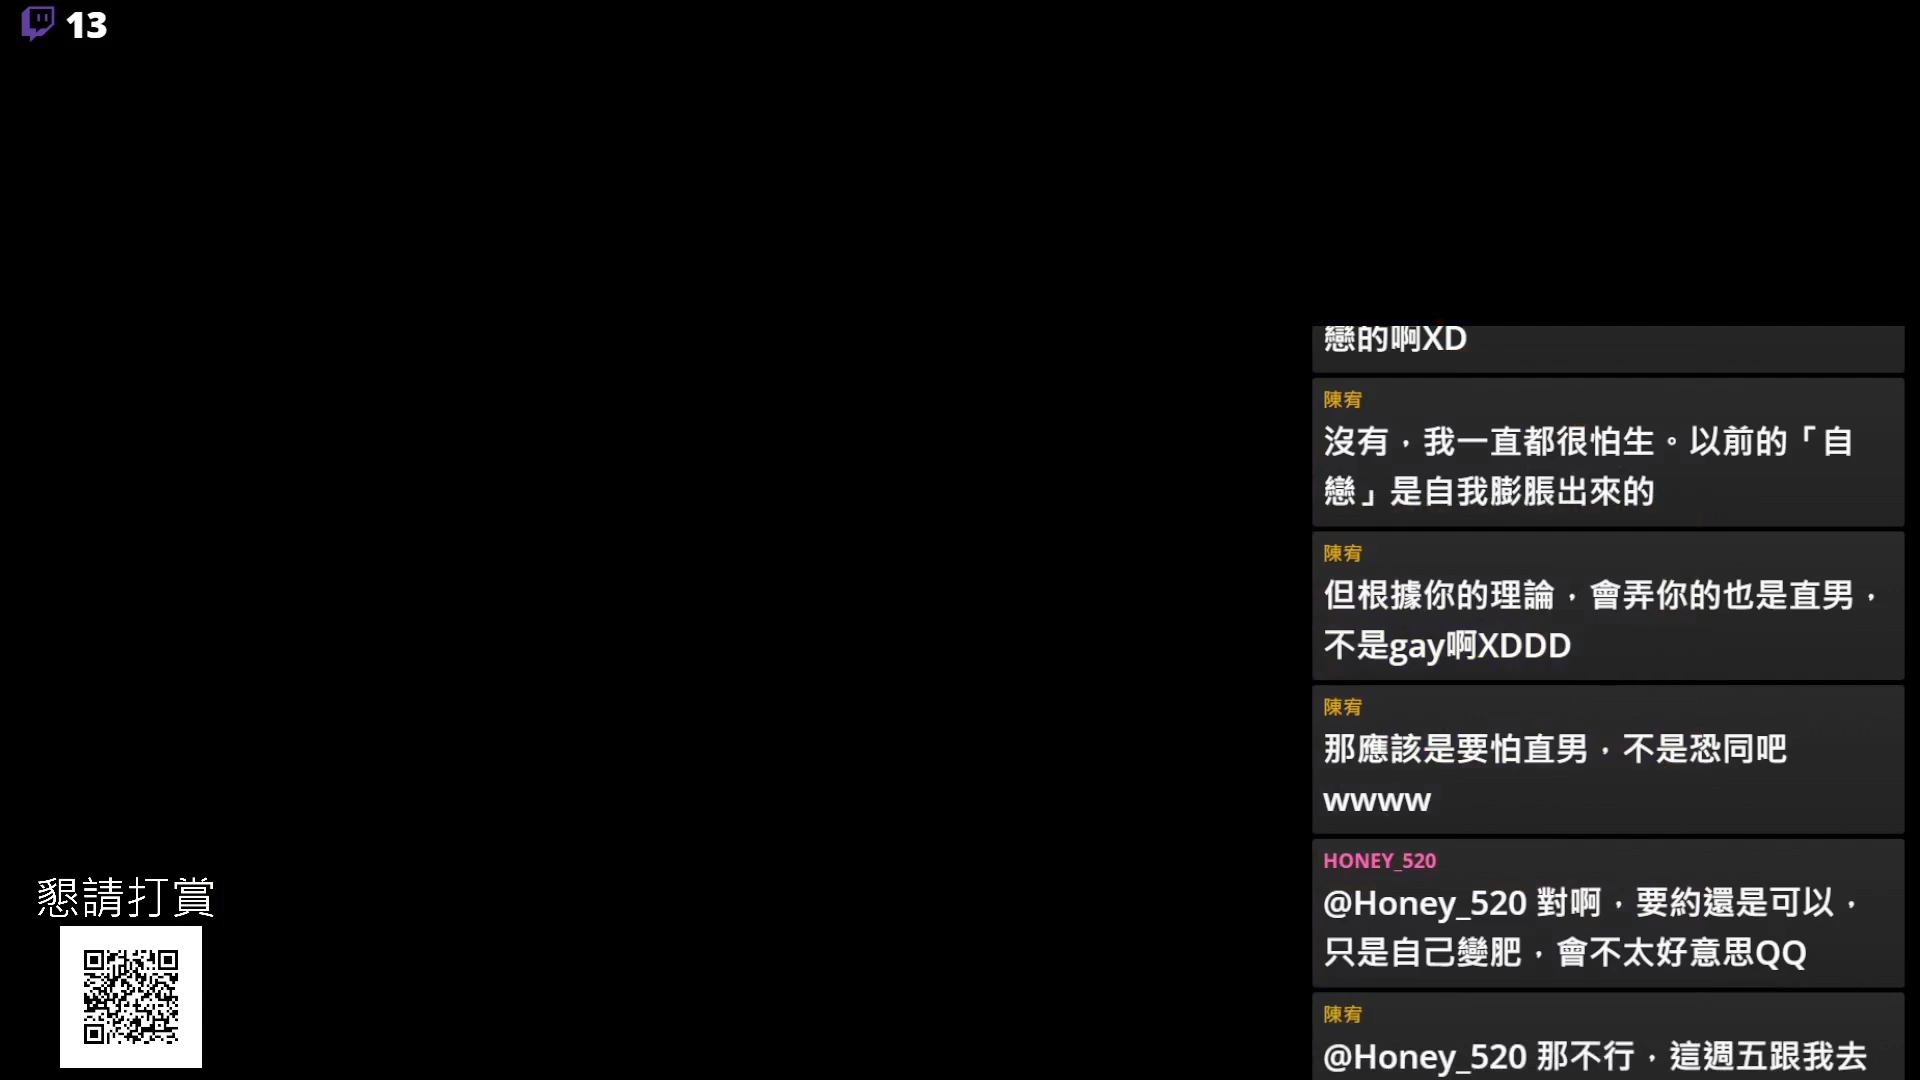 13
戀的啊XD
陳宥
沒有，我一直都很怕生。以前的「自
戀」是自我膨脹出來的
陳宥
但根據你的理論，會弄你的也是直男，
不是gay啊XDDD
陳宥
那應該是要怕直男，不是恐同吧
wwww
HONEY_520
@Honey_520 對啊，要約還是可以，
只是自己變肥，會不太好意思QQ
陳宥
@Honey_520 那不行，這週五跟我去
懇請打賞